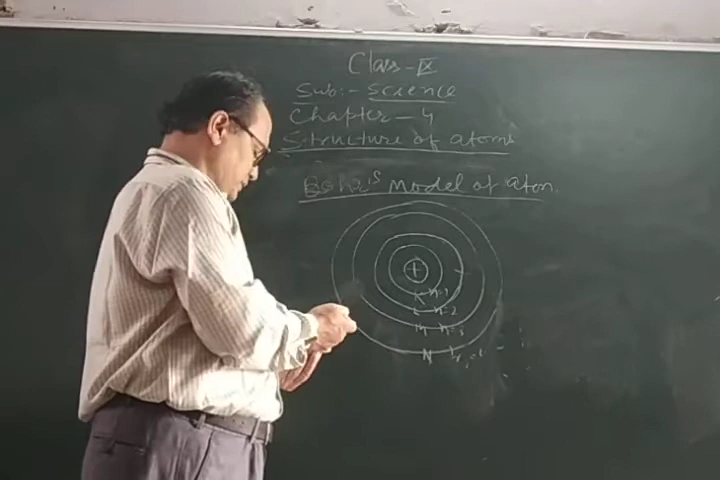 Class-IX
Sub:- Science
Chapter-4
Structure of atoms
Bohr's Model of atom.
+
K n=1
L n=2
M n=3
N n=4